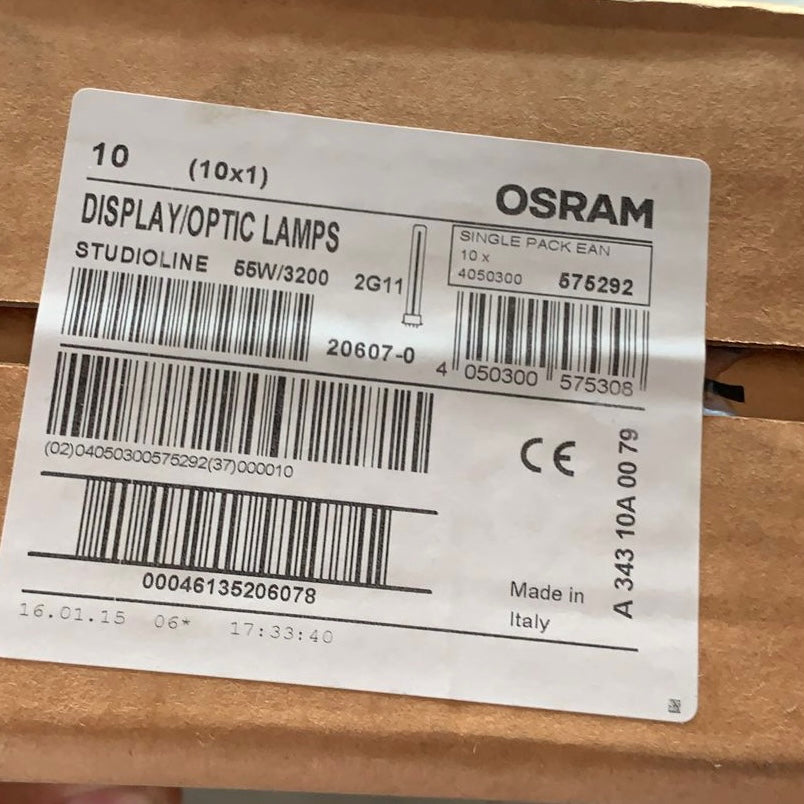 10 (10x1)
OSRAM
DISPLAY/OPTIC LAMPS
STUDIOLINE 55W/3200 2G11
SINGLE PACK EAN
10 x
4050300 575292
20607-0
4 050300 575308
(02)04050300575292(37)000010
CE
A 343 10A 00 79
00046135206078
Made in
Italy
16.01.15 06* 17:33:40